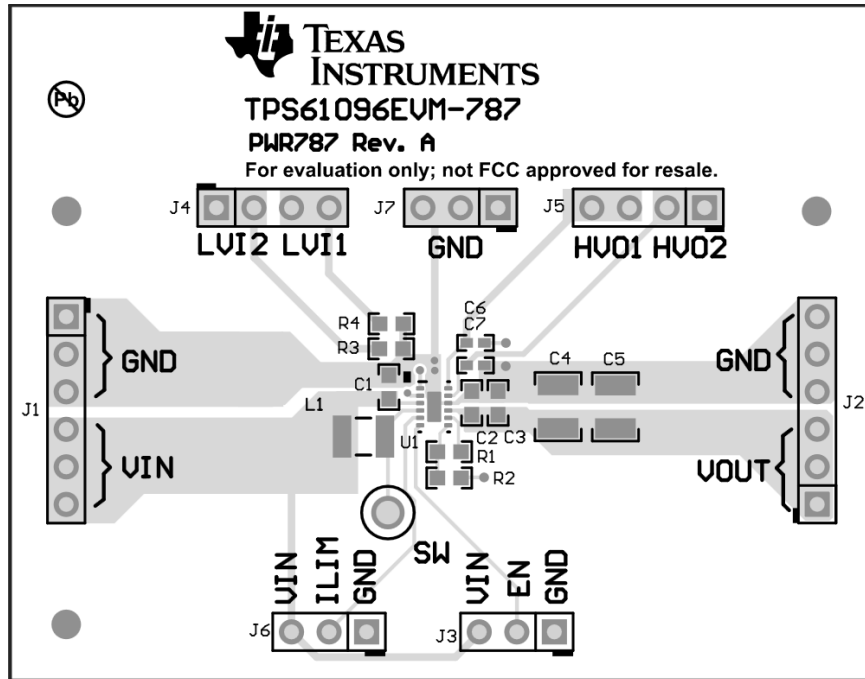 TEXAS
INSTRUMENTS
Pb
TPS61096EVM-787
PWR787 Rev. A
For evaluation only; not FCC approved for resale.
J4 J7 J5
LVI2 LVI1 GND HVO1 HVO2
R4 C6
R3 C7
GND C1 C4 C5 GND
J1 L1 U1 C2 C3 J2
VIN R1 VOUT
R2
SW
VIN ILIM GND VIN EN GND
J6 J3